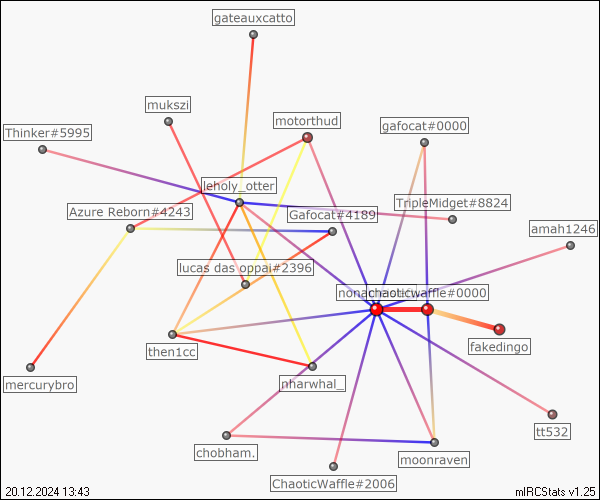 gateauxcatto
mukszi
Thinker#5995
motorthud
gafocat#0000
leholy_otter
TripleMidget#8824
Azure Reborn#4243
Gafocat#4189
amah1246
lucas das oppai#2396
chaoticwaffle#0000
then1cc
fakedingo
mercurybro
nharwhal_
tt532
chobham.
moonraven
ChaoticWaffle#2006
20.12.2024 13:43
mIRCStats v1.25